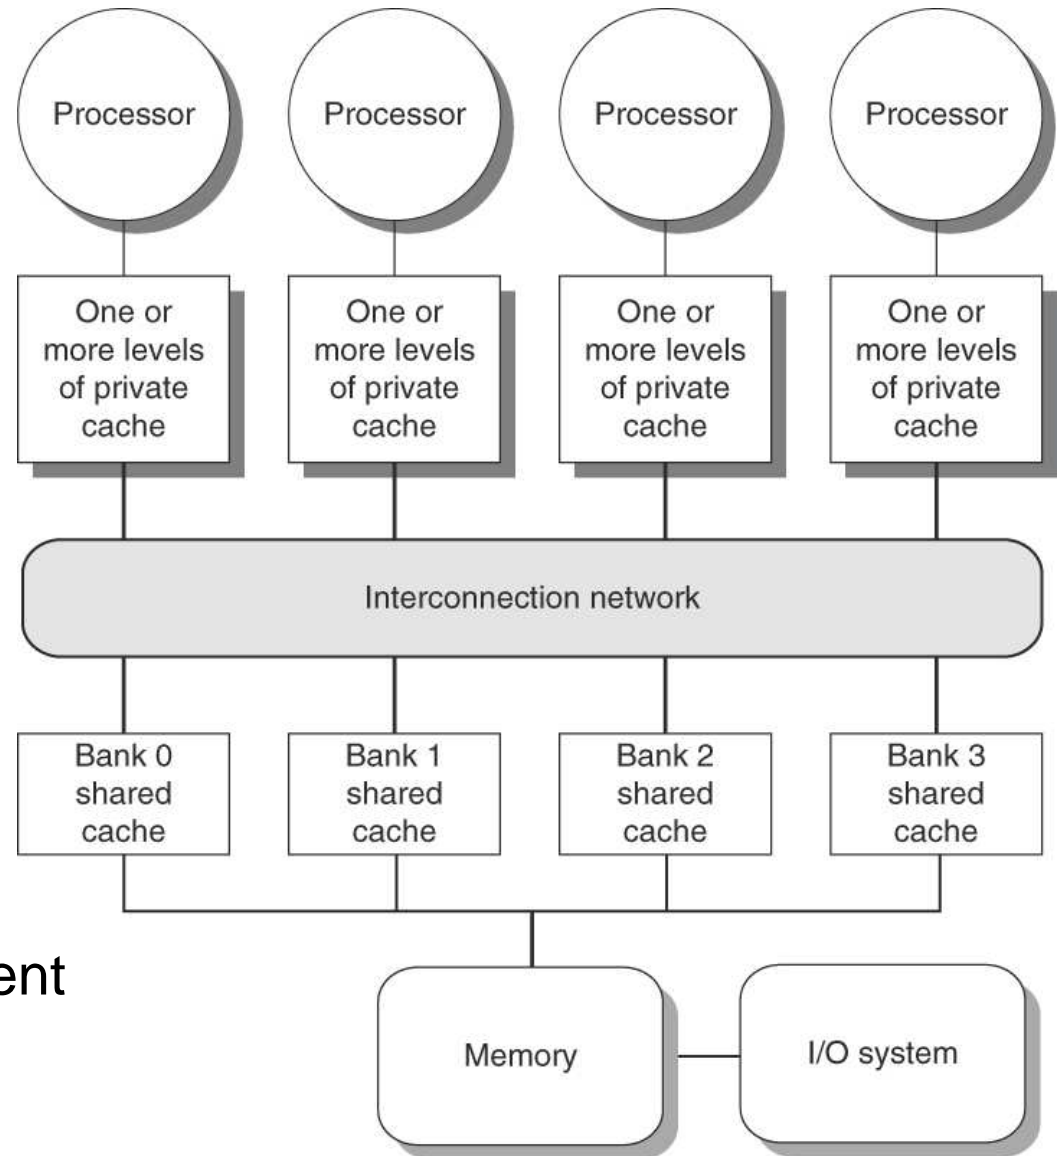 Processor
Processor
Processor
Processor
One or
more levels
of private
cache
One or
more levels
of private
cache
One or
more levels
of private
cache
One or
more levels
of private
cache
Interconnection network
Bank 0
shared
cache
Bank 1
shared
cache
Bank 2
shared
cache
Bank 3
shared
cache
ent
Memory
I/O system